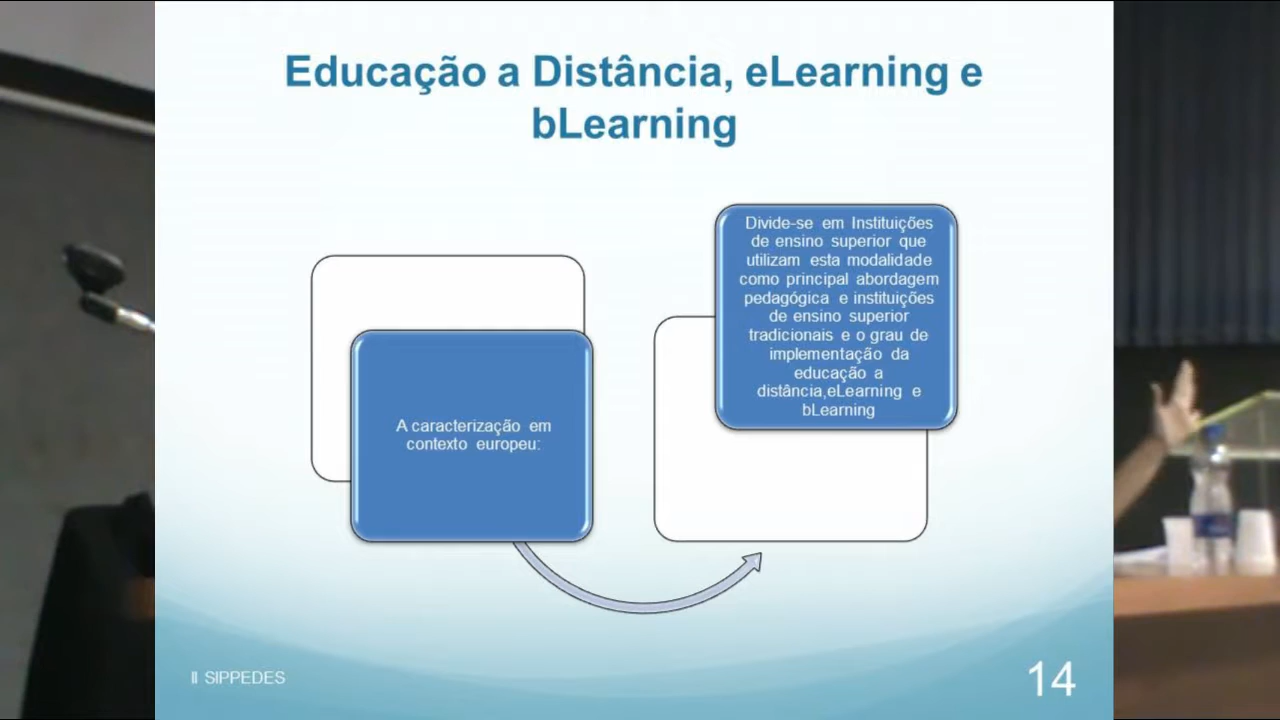 Educação a Distância, eLearning e
bLearning
A caracterização em
contexto europeu:
Divide-se em Instituições
de ensino superior que
utilizam esta modalidade
como principal abordagem
pedagógica e instituições
de ensino superior
tradicionais e o grau de
implementação da
educação a
distância,eLearning e
bLearning
II SIPPEDES
14